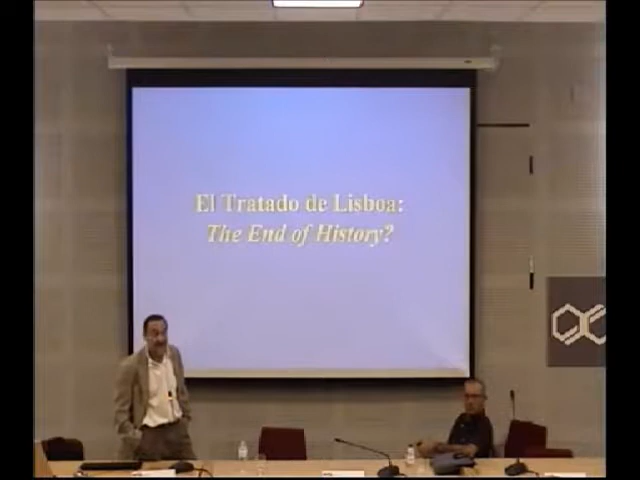 El Tratado de Lisboa:
The End of History?